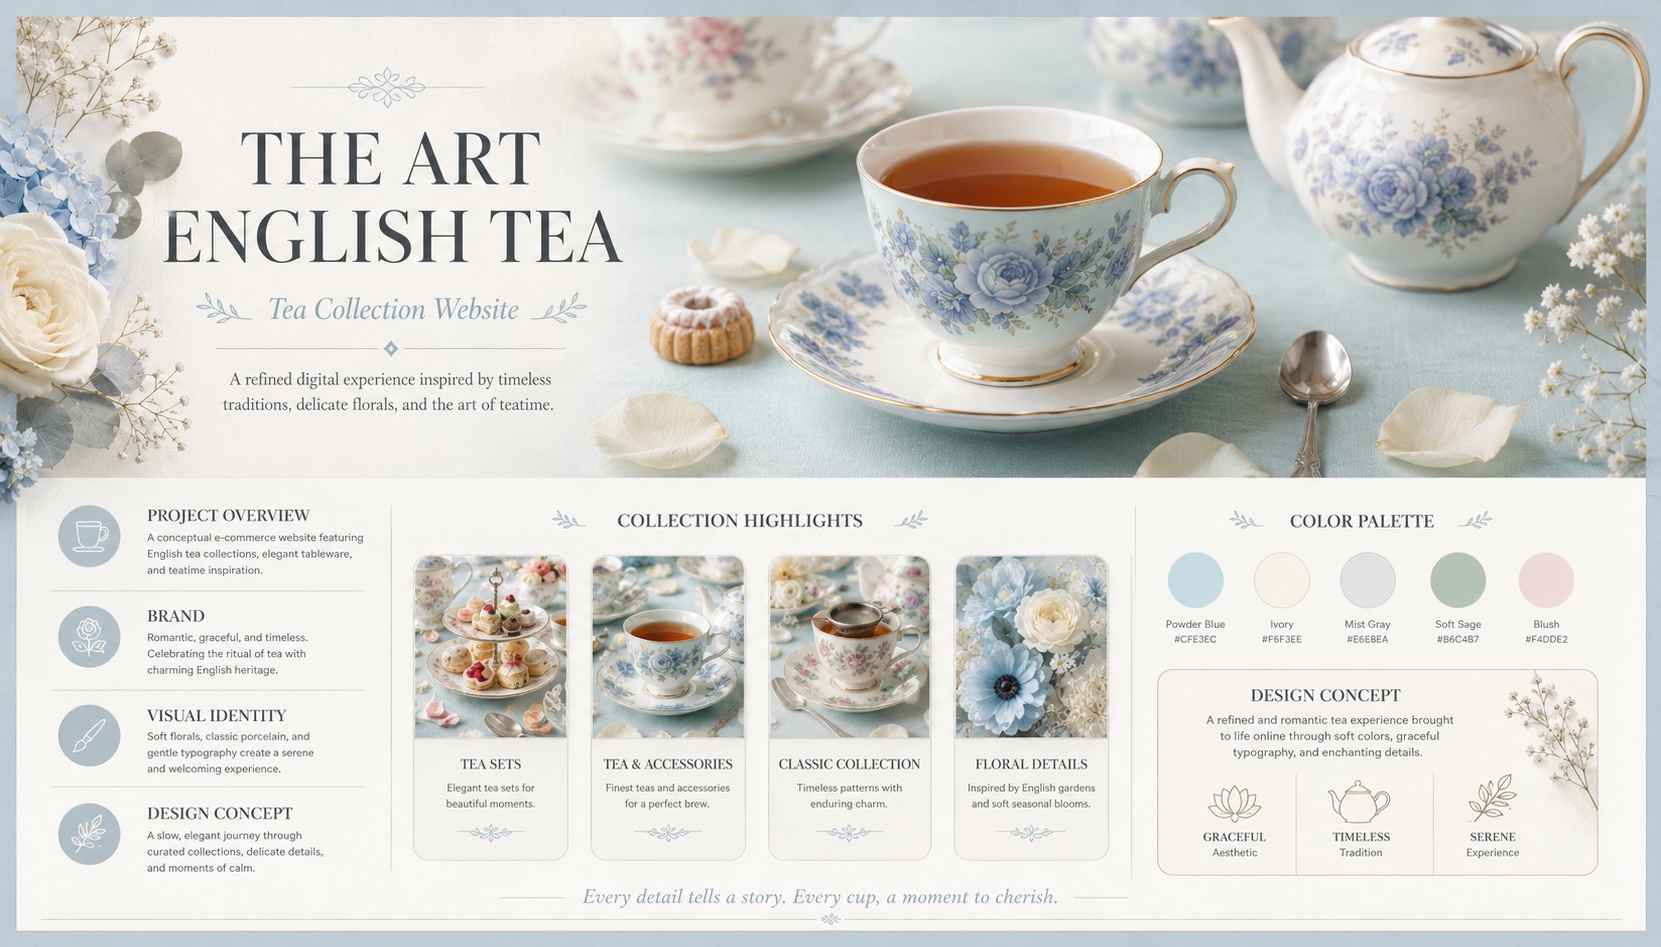 THE ART
ENGLISH TEA
Tea Collection Website
A refined digital experience inspired by timeless
traditions, delicate florals, and the art of teatime.
PROJECT OVERVIEW
A conceptual e-commerce website featuring
English tea collections, elegant tableware,
and teatime inspiration.
BRAND
Romantic, graceful, and timeless.
Celebrating the ritual of tea with
charming English heritage.
VISUAL IDENTITY
Soft florals, classic porcelain, and
gentle typography create a serene
and welcoming experience.
DESIGN CONCEPT
A slow, elegant journey through
curated collections, delicate details,
and moments of calm.
COLLECTION HIGHLIGHTS
TEA SETS
Elegant tea sets for
beautiful moments.
TEA & ACCESSORIES
Finest teas and accessories
for a perfect brew.
CLASSIC COLLECTION
Timeless patterns with
enduring charm.
FLORAL DETAILS
Inspired by English gardens
and soft seasonal blooms.
COLOR PALETTE
Powder Blue
#CFE3EC
Ivory
#F6F3EE
Mist Gray
#E6E8EA
Soft Sage
#B6C4B7
Blush
#F4DDE2
DESIGN CONCEPT
A refined and romantic tea experience brought
to life online through soft colors, graceful
typography, and enchanting details.
GRACEFUL
Aesthetic
TIMELESS
Tradition
SERENE
Experience
Every detail tells a story. Every cup, a moment to cherish.